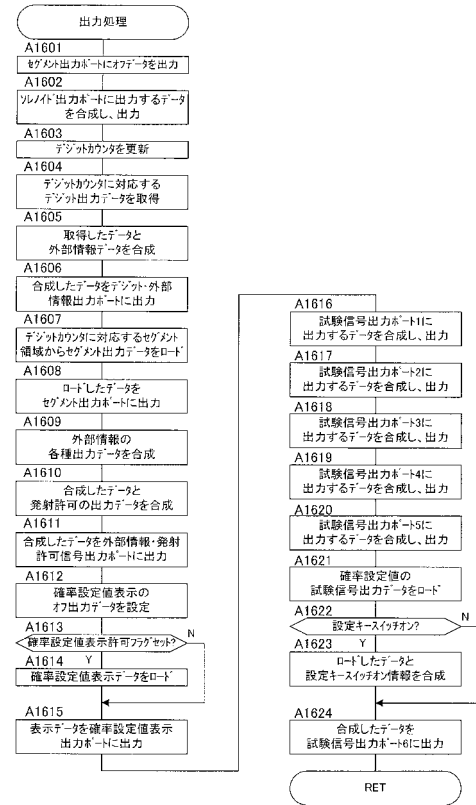 出力処理
A1601
セグメント出力ポートにオフデータを出力
A1602
ソレノイド出力ポートに出力するデータ
を合成し、出力
A1603
デジットカウンタを更新
A1604
デジットカウンタに対応する
デジット出力データを取得
A1605
取得したデータと
外部情報データを合成
A1606
合成したデータをデジット・外部
情報出力ポートに出力
A1607
デジットカウンタに対応するセグメント
領域からセグメント出力データをロード
A1608
ロードしたデータを
セグメント出力ポートに出力
A1609
外部情報の
各種出力データを合成
A1610
合成したデータと
発射許可の出力データを合成
A1611
合成したデータを外部情報・発射
許可信号出力ポートに出力
A1612
確率設定値表示の
オフ出力データを設定
A1613
確率設定値表示許可フラグセット?
N
Y
A1614
確率設定値表示データをロード
A1615
表示データを確率設定値表示
出力ポートに出力
A1616
試験信号出力ポート1に
出力するデータを合成し、出力
A1617
試験信号出力ポート2に
出力するデータを合成し、出力
A1618
試験信号出力ポート3に
出力するデータを合成し、出力
A1619
試験信号出力ポート4に
出力するデータを合成し、出力
A1620
試験信号出力ポート5に
出力するデータを合成し、出力
A1621
確率設定値の
試験信号出力データをロード
A1622
設定キースイッチオン?
N
Y
A1623
ロードしたデータと
設定キースイッチオン情報を合成
A1624
合成したデータを
試験信号出力ポート6に出力
RET